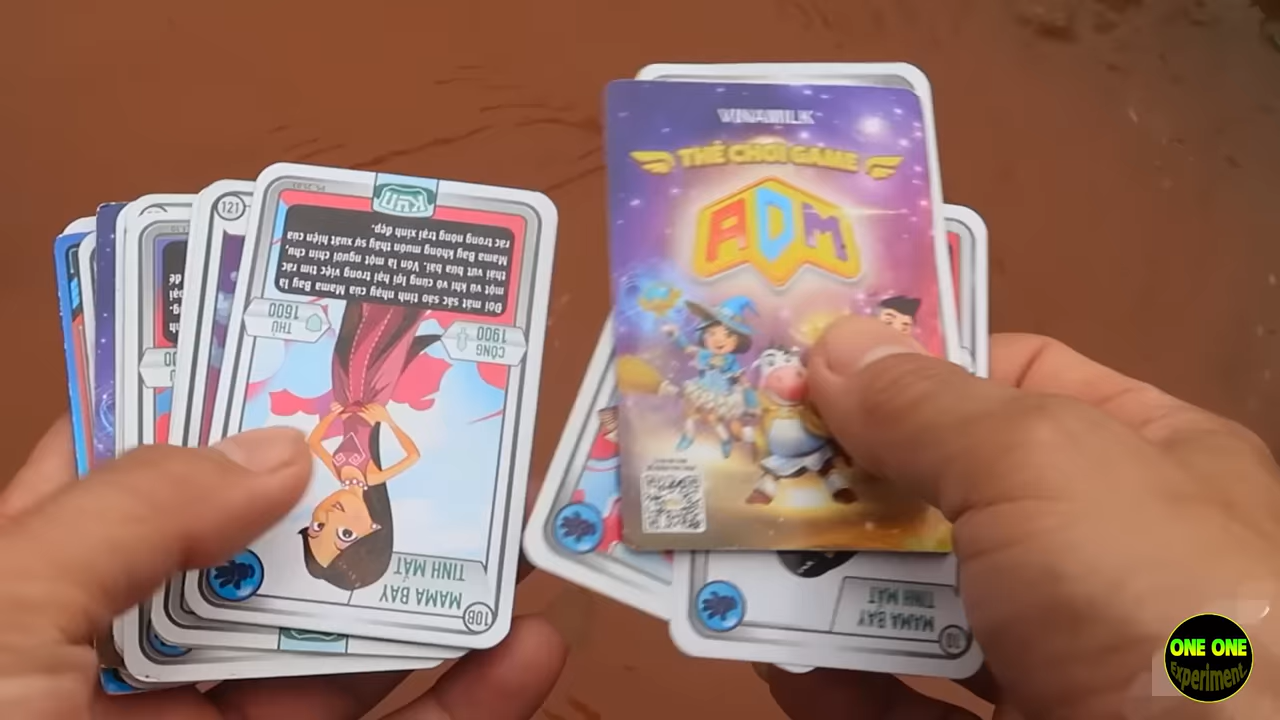 121
KUU
Đôi mắt sắc sảo tinh nhạy của Mama Bay là
một vũ khí vô cùng lợi hại trong việc tìm rác
thải vứt bừa bãi. Vốn là một người chỉn chu,
Mama Bay không muốn thấy sự xuất hiện của
rác trong nông trại xinh đẹp.
THỦ
1600
CÔNG
1900
MAMA BAY
TINH MẮT
10B
VINAMILK
THẺ CHƠI GAME
ADM
MAMA BAY
TINH MẮT
ONE ONE
Experiment